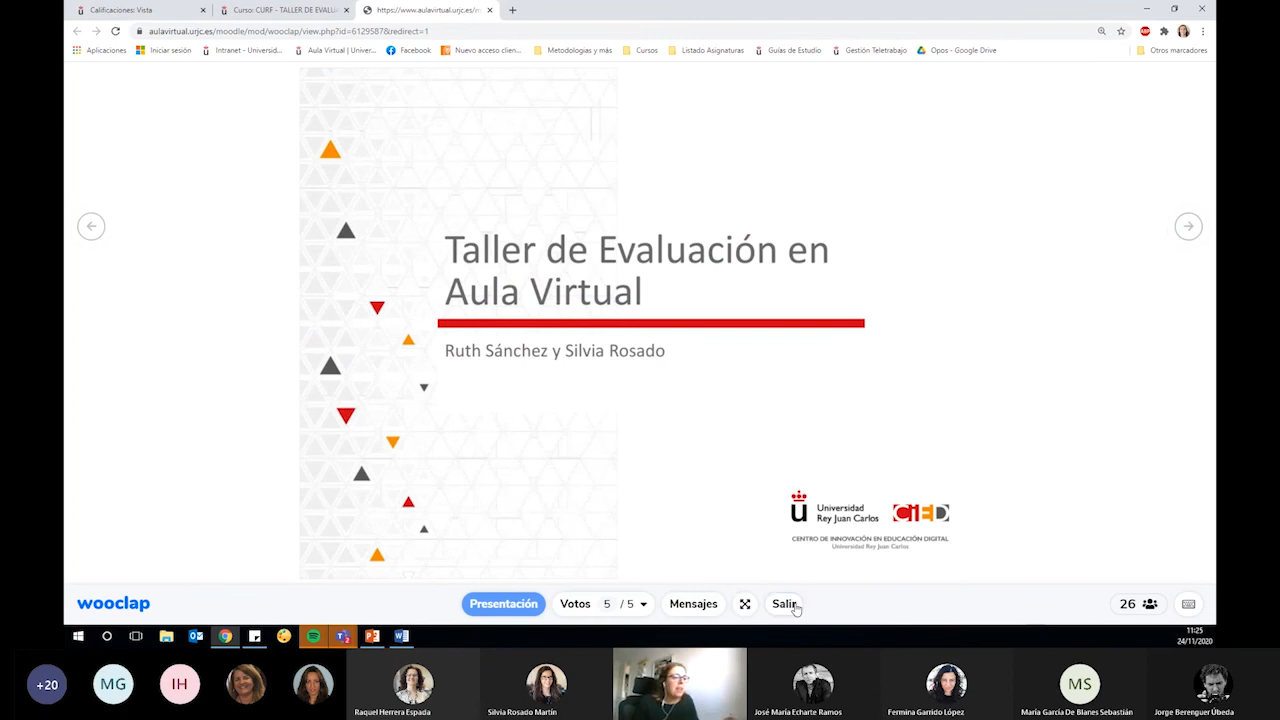 Calificaciones: Vista
Curso: CURF - TALLER DE EVALU
https://www.aulavirtual.urjc.es/m
aulavirtual.urjc.es/moodle/mod/wooclap/view.php?id=6129587&redirect=1
Aplicaciones
Iniciar sesión
Intranet - Universid...
Aula Virtual | Univer...
Facebook
Nuevo acceso clien...
Metodologías y más
Cursos
Listado Asignaturas
Guías de Estudio
Gestión Teletrabajo
Opos - Google Drive
Otros marcadores
Taller de Evaluación en
Aula Virtual
Ruth Sánchez y Silvia Rosado
Universidad
Rey Juan Carlos
CIED
CENTRO DE INNOVACIÓN EN EDUCACIÓN DIGITAL
Universidad Rey Juan Carlos
wooclap
Presentación
Votos 5 / 5
Mensajes
Salir
26
11:25
24/11/2020
+20
MG
IH
MS
Raquel Herrera Espada
Silvia Rosado Martín
José María Echarte Ramos
Fermina Garrido López
María García De Blanes Sebastián
Jorge Berenguer Úbeda